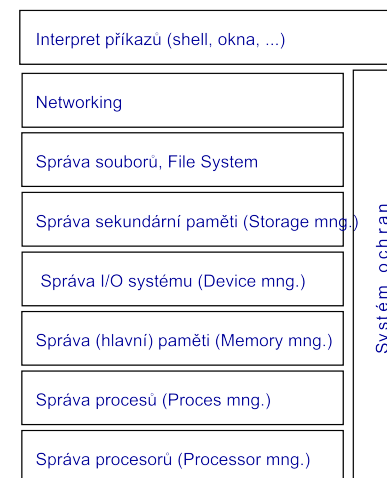 Interpret příkazů (shell, okna, ...)
Networking
Správa souborů, File System
Správa sekundární paměti (Storage mng.)
Správa I/O systému (Device mng.)
Správa (hlavní) paměti (Memory mng.)
Správa procesů (Proces mng.)
Správa procesorů (Processor mng.)
Systém ochran